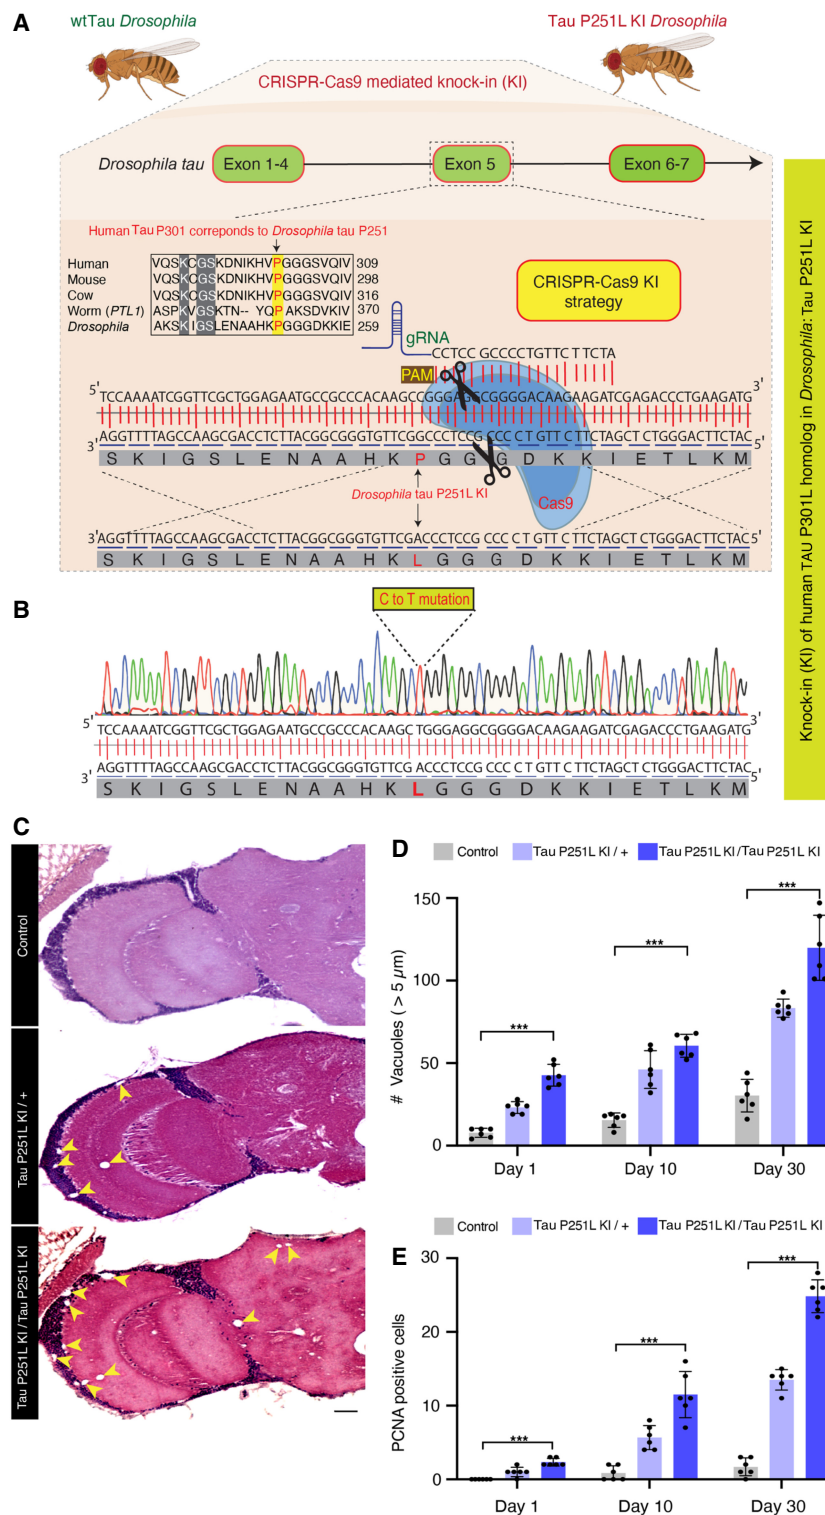 A
wtTau Drosophila
Tau P251L KI Drosophila
CRISPR-Cas9 mediated knock-in (KI)
Drosophila tau
Exon 1-4
Exon 5
Exon 6-7
Human Tau P301 correponds to Drosophila tau P251
Human VQSKCGSKDNIKHVPGGGSVQIV 309
Mouse VQSKCGSKDNIKHVPGGGSVQIV 298
Cow VQSKCGSKDNIKHVPGGGSVQIV 316
Worm (PTL1) ASPKVGSKTN-- YQPAKSDVKIV 370
Drosophila AKSKIGSLENAAHKPGGGDKKIE 259
CRISPR-Cas9 KI
strategy
gRNA
CCTCC GCCCCTGTTCTTCTA
PAM
5' 3'
TCCAAAATCGGTTCGCTGGAGAATGCCGCCCACAAGCCGGGAGGCGGGGACAAGAAGATCGAGACCCTGAAGATG
AGGTTTTAGCCAAGCGACCTCTTACGGCGGGTGTTCGGCCCTCCGCCCCTGTTCTTCTAGCTCTGGGACTTCTAC
3' 5'
S K I G S L E N A A H K P G G G D K K I E T L K M
Drosophila tau P251L KI
Cas9
3' AGGTTTTAGCCAAGCGACCTCTTACGGCGGGTGTTCGACCCTCCGCCCCTGTTCTTCTAGCTCTGGGACTTCTAC 5'
S K I G S L E N A A H K L G G G D K K I E T L K M
Knock-in (KI) of human TAU P301L homolog in Drosophila: Tau P251L KI
B
C to T mutation
5' 3'
TCCAAAATCGGTTCGCTGGAGAATGCCGCCCACAAGCTGGGAGGCGGGGACAAGAAGATCGAGACCCTGAAGATG
AGGTTTTAGCCAAGCGACCTCTTACGGCGGGTGTTCGACCCTCCGCCCCTGTTCTTCTAGCTCTGGGACTTCTAC
3' 5'
S K I G S L E N A A H K L G G G D K K I E T L K M
C
Control
Tau P251L KI / +
Tau P251L KI / Tau P251L KI
D
Control
Tau P251L KI / +
Tau P251L KI / Tau P251L KI
# Vacuoles ( > 5 µm)
150
100
50
0
***
***
***
Day 1
Day 10
Day 30
E
Control
Tau P251L KI / +
Tau P251L KI / Tau P251L KI
PCNA positive cells
30
20
10
0
***
***
***
Day 1
Day 10
Day 30